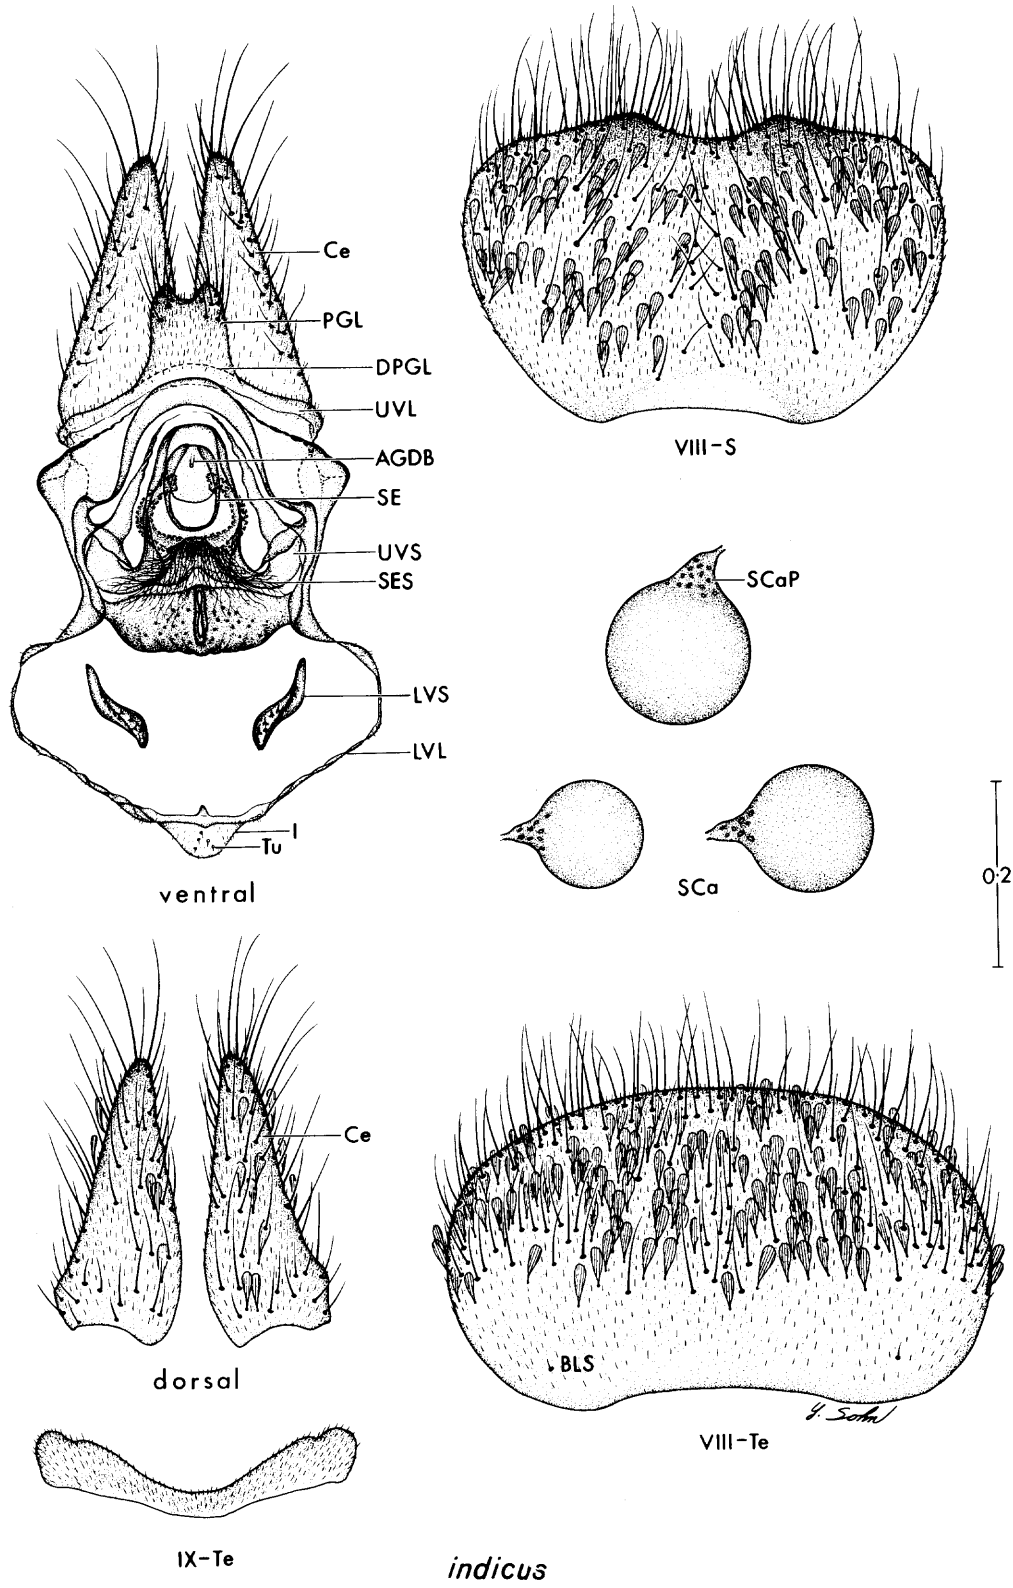 Ce
PGL
DPGL
UVL
AGDB
SE
UVS
SES
LVS
LVL
I
Tu
ventral
VIII-S
SCaP
SCa
0·2
Ce
dorsal
IX-Te
BLS
Y. Sohn
VIII-Te
indicus